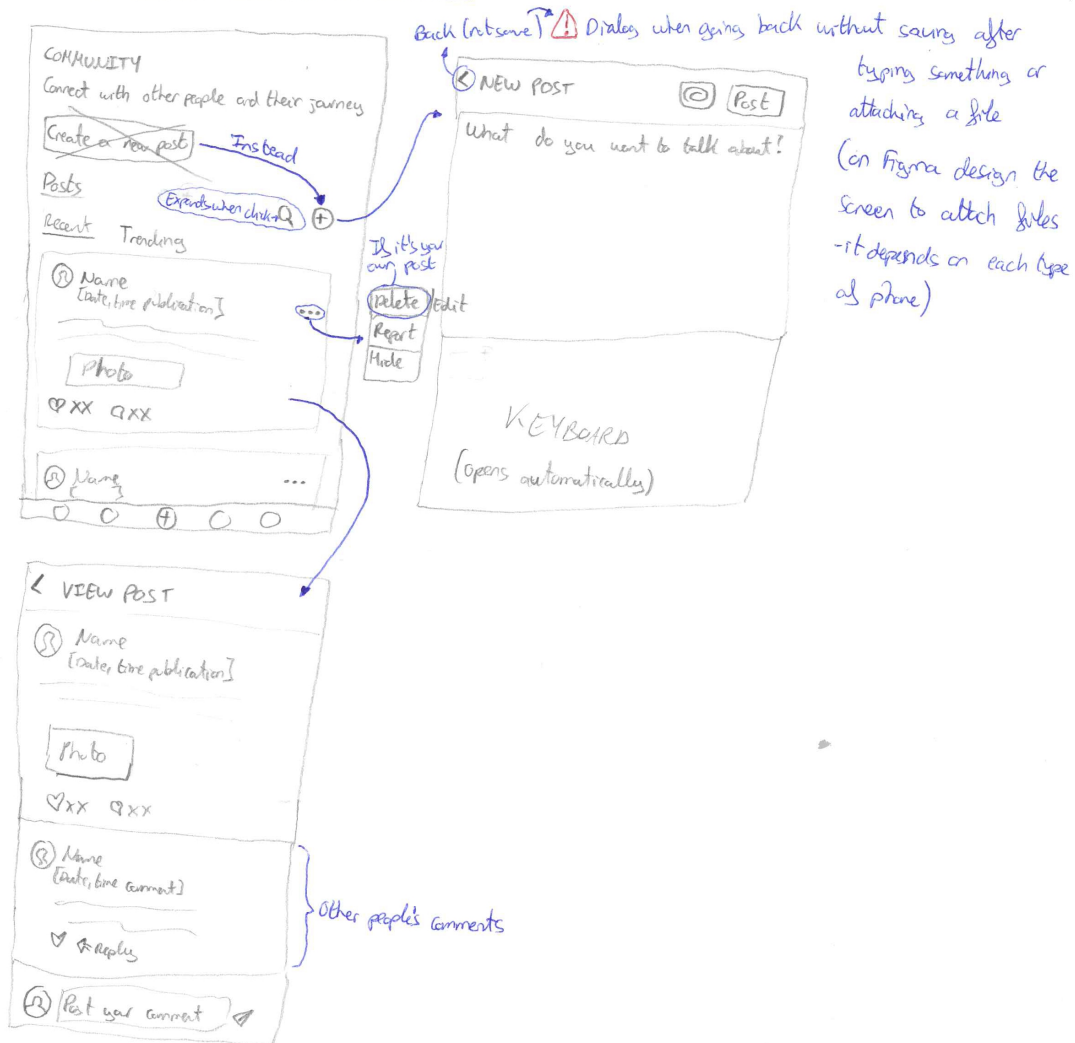 Back (not save)
Dialog when going back without saving after
typing something or
attaching a file
(on Figma design the
screen to attach files
-it depends on each type
of phone)
COMMUNITY
Connect with other people and their journey
Create a new post
Instead
Posts
Expands when click
+
Recent Trending
Name
[Date, time publication]
...
Photo
xx xx
Name
[ ]
...
+
If it's your
own post
Delete/Edit
Report
Hide
< NEW POST
Post
What do you want to talk about?
KEYBOARD
(opens automatically)
< VIEW POST
Name
[Date, time publication]
Photo
xx xx
Name
[Date, time comment]
Reply
Other people's comments
Post your comment